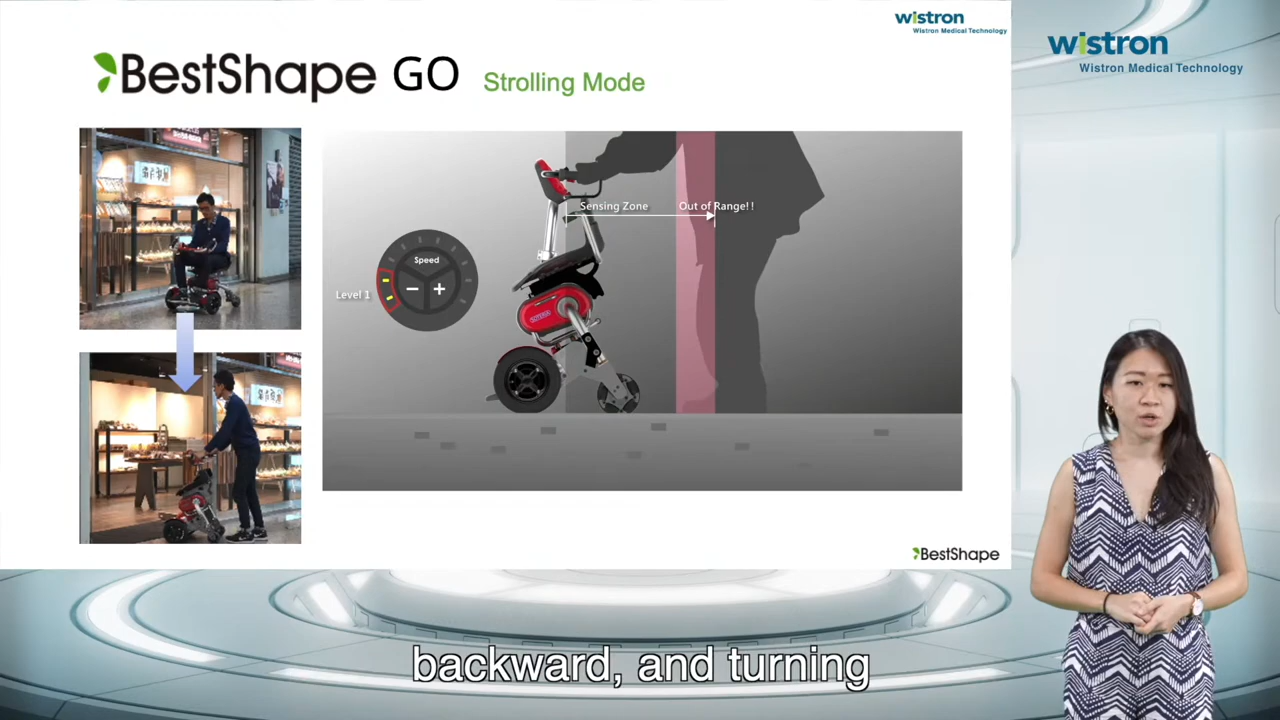 wistron
Wistron Medical Technology
wistron
Wistron Medical Technology
BestShape GO Strolling Mode
Sensing Zone
Out of Range!!
Speed
Level 1
− +
BestShape
backward, and turning